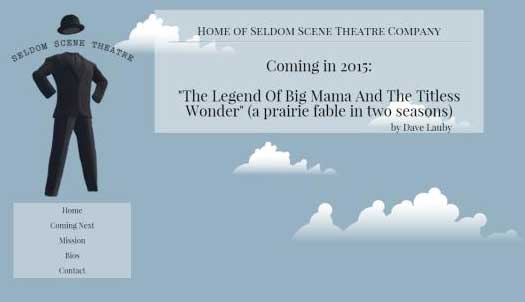 SELDOM SCENE THEATRE
Home of Seldom Scene Theatre Company
Coming in 2015:
"The Legend Of Big Mama And The Titless
Wonder" (a prairie fable in two seasons)
by Dave Lauby
Home
Coming Next
Mission
Bios
Contact